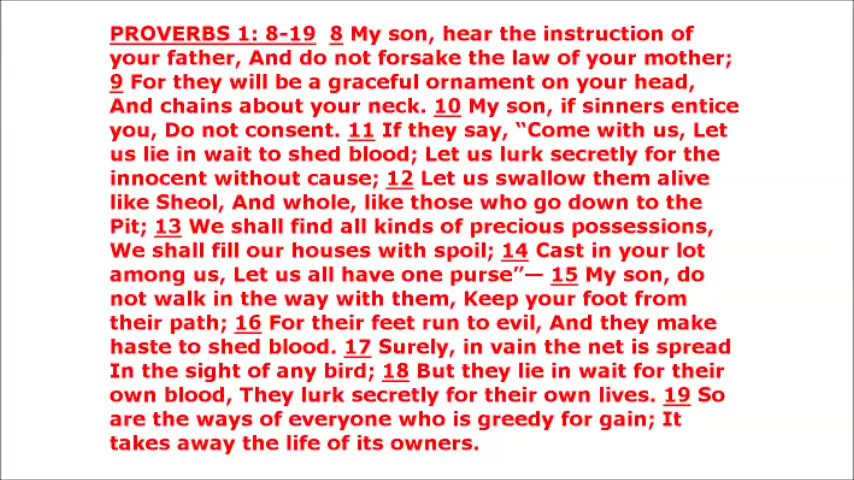 PROVERBS 1: 8-19  8 My son, hear the instruction of
your father, And do not forsake the law of your mother;
9 For they will be a graceful ornament on your head,
And chains about your neck. 10 My son, if sinners entice
you, Do not consent. 11 If they say, “Come with us, Let
us lie in wait to shed blood; Let us lurk secretly for the
innocent without cause; 12 Let us swallow them alive
like Sheol, And whole, like those who go down to the
Pit; 13 We shall find all kinds of precious possessions,
We shall fill our houses with spoil; 14 Cast in your lot
among us, Let us all have one purse”— 15 My son, do
not walk in the way with them, Keep your foot from
their path; 16 For their feet run to evil, And they make
haste to shed blood. 17 Surely, in vain the net is spread
In the sight of any bird; 18 But they lie in wait for their
own blood, They lurk secretly for their own lives. 19 So
are the ways of everyone who is greedy for gain; It
takes away the life of its owners.